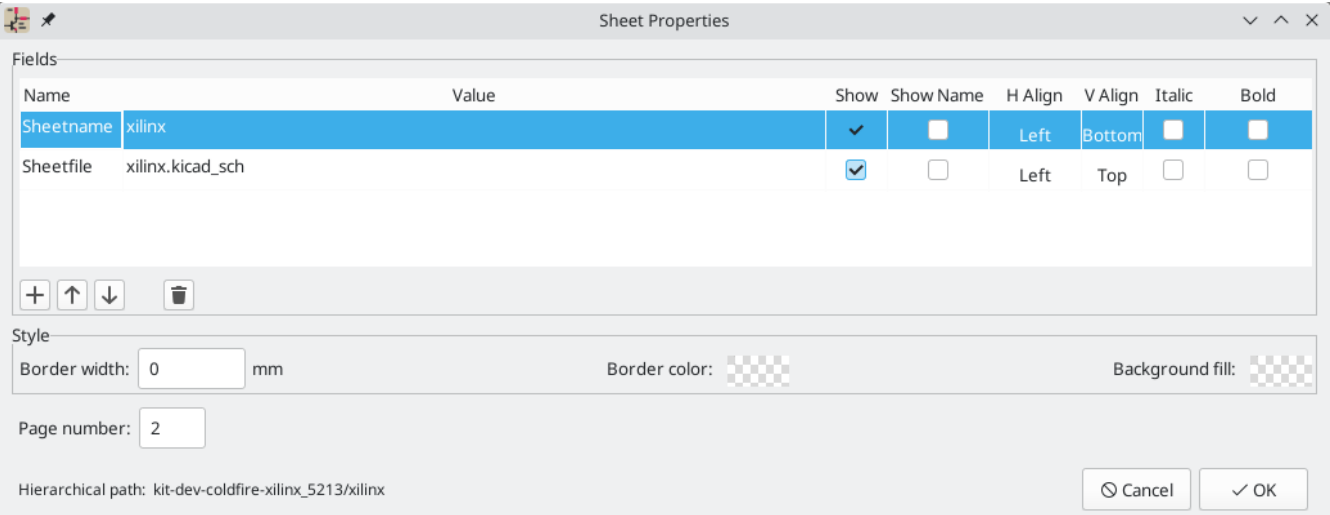 Sheet Properties
Fields
Name Value Show Show Name H Align V Align Italic Bold
Sheetname xilinx Left Bottom
Sheetfile xilinx.kicad_sch Left Top
Style
Border width: 0 mm Border color: Background fill:
Page number: 2
Hierarchical path: kit-dev-coldfire-xilinx_5213/xilinx Cancel OK